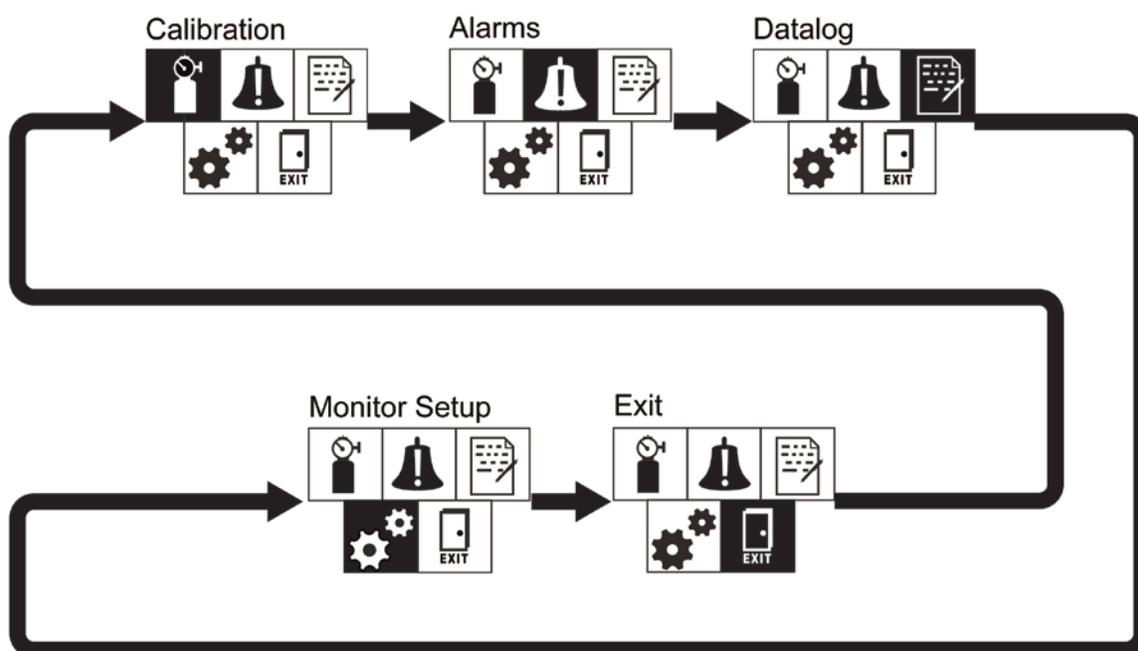 Calibration
Alarms
Datalog
EXIT
EXIT
EXIT
Monitor Setup
Exit
EXIT
EXIT